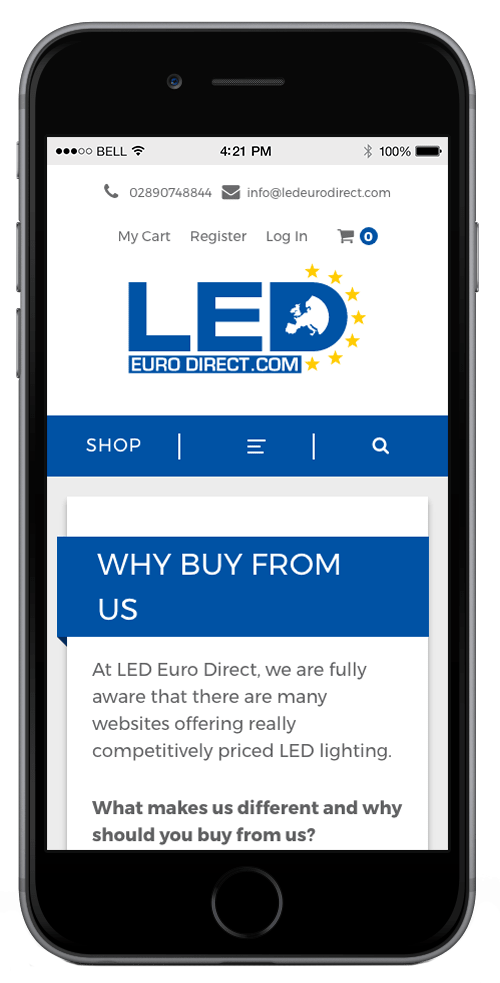 BELL 4:21 PM 100%
02890748844 info@ledeurodirect.com
My Cart Register Log In 0
LED
EURO DIRECT.COM
SHOP
WHY BUY FROM
US
At LED Euro Direct, we are fully
aware that there are many
websites offering really
competitively priced LED lighting.
What makes us different and why
should you buy from us?